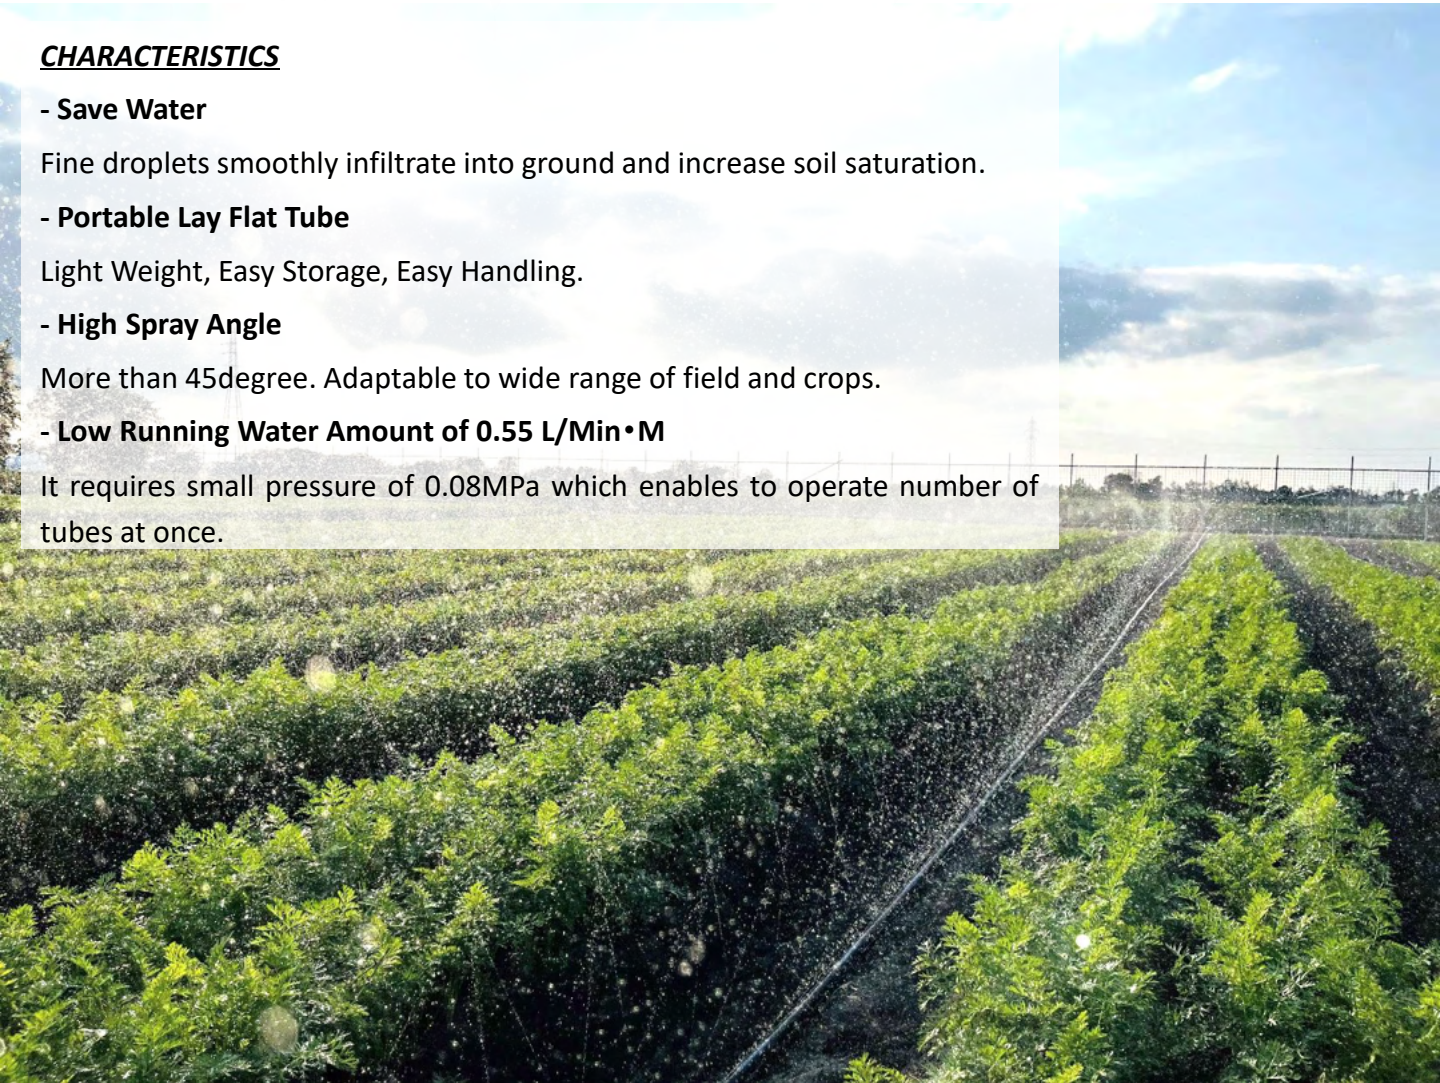 CHARACTERISTICS
- Save Water
Fine droplets smoothly infiltrate into ground and increase soil saturation.
- Portable Lay Flat Tube
Light Weight, Easy Storage, Easy Handling.
- High Spray Angle
More than 45degree. Adaptable to wide range of field and crops.
- Low Running Water Amount of 0.55 L/Min・M
It requires small pressure of 0.08MPa which enables to operate number of
tubes at once.